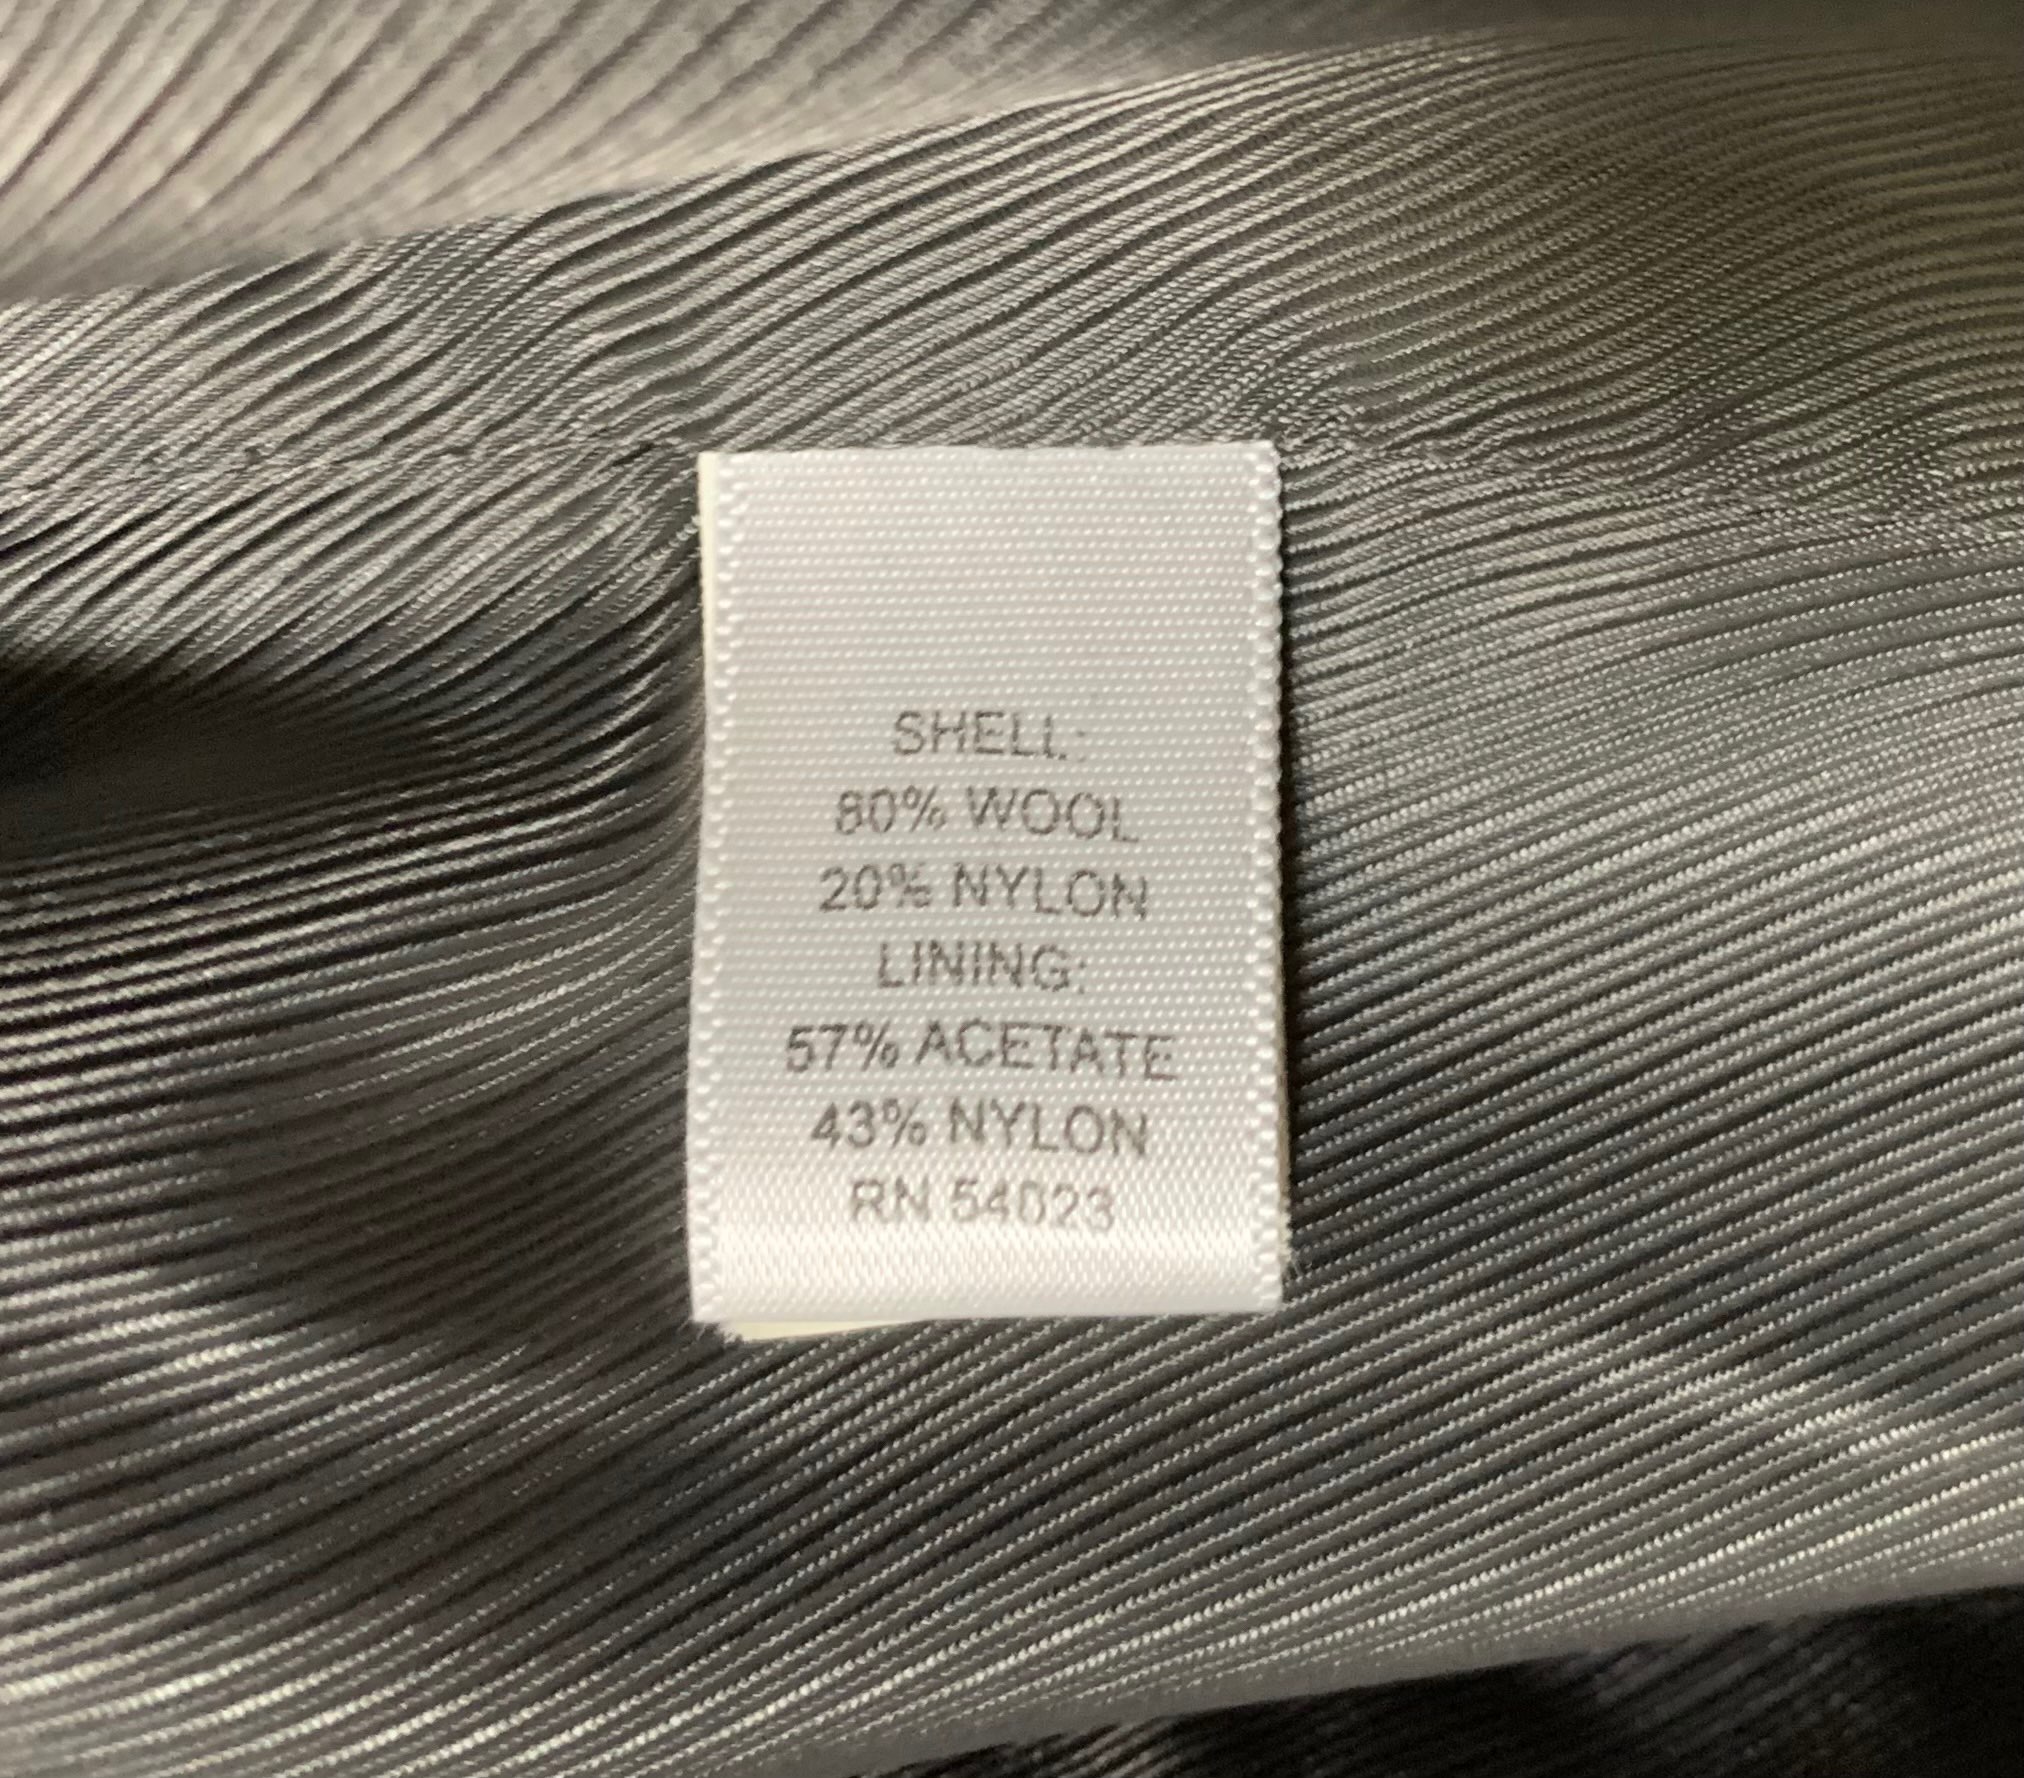 SHELL:
80% WOOL
20% NYLON
LINING:
57% ACETATE
43% NYLON
RN 54023